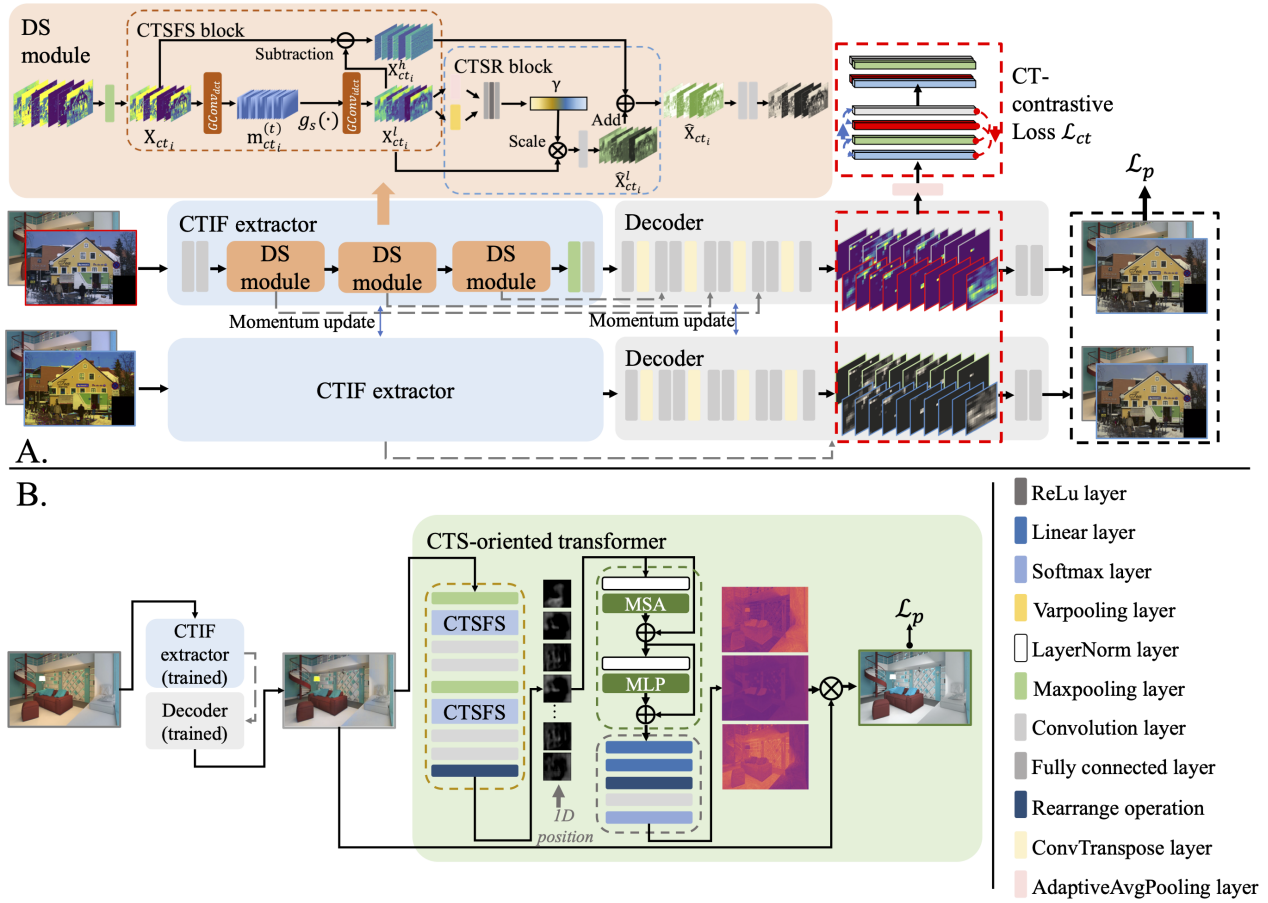 DS
module
CTSFS block
Subtraction
X_{ct_i}^h
CTSR block
γ
X_{ct_i}
GConv_{dct}
m_{ct_i}^{(t)}
g_s(·)
GConv_{idct}
X_{ct_i}^l
Scale
Add
X̂_{ct_i}^l
X̂_{ct_i}
CT-
contrastive
Loss ℒ_{ct}
ℒ_p
CTIF extractor
DS
module
DS
module
DS
module
Decoder
Momentum update
Momentum update
CTIF extractor
Decoder
A.
B.
CTIF
extractor
(trained)
Decoder
(trained)
CTS-oriented transformer
CTSFS
CTSFS
1D
position
MSA
MLP
ℒ_p
ReLu layer
Linear layer
Softmax layer
Varpooling layer
LayerNorm layer
Maxpooling layer
Convolution layer
Fully connected layer
Rearrange operation
ConvTranspose layer
AdaptiveAvgPooling layer